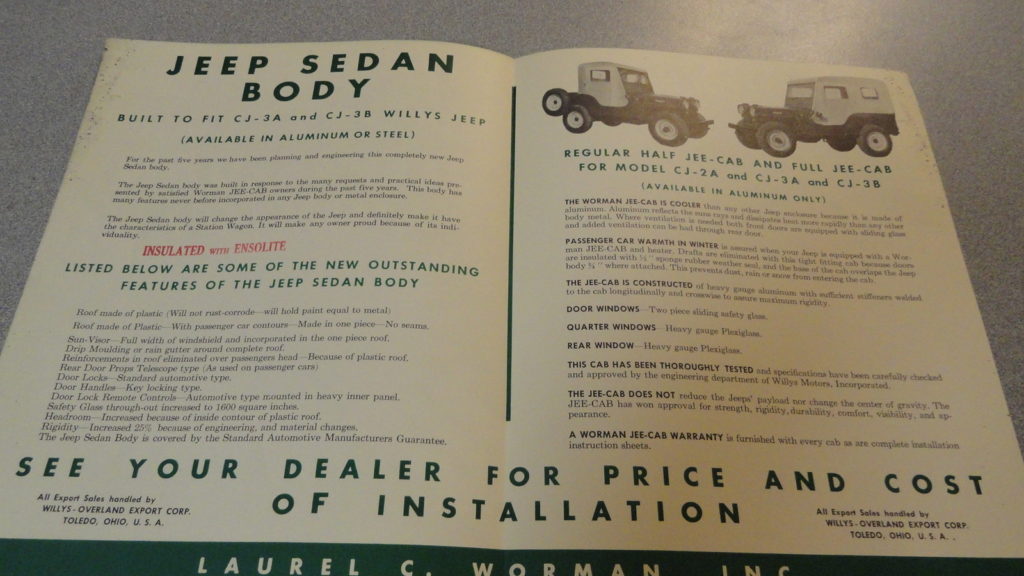 JEEP SEDAN
BODY
BUILT TO FIT CJ-3A and CJ-3B WILLYS JEEP
(AVAILABLE IN ALUMINUM OR STEEL)
For the past five years we have been planning and engineering this completely new Jeep
Sedan body.
The Jeep Sedan body was built in response to the many requests and practical ideas pre-
sented by satisfied Worman JEE-CAB owners during the past five years. This body has
many features never before incorporated in any Jeep body or metal enclosure.
The Jeep Sedan body will change the appearance of the Jeep and definitely make it have
the characteristics of a Station Wagon. It will make any owner proud because of its indi-
viduality.
INSULATED WITH ENSOLITE
LISTED BELOW ARE SOME OF THE NEW OUTSTANDING
FEATURES OF THE JEEP SEDAN BODY
Roof made of plastic (Will not rust-corrode—will hold paint equal to metal)
Roof made of Plastic—With passenger car contours—Made in one piece—No seams.
Sun-Visor—Full width of windshield and incorporated in the one piece roof.
Drip Moulding or rain gutter around complete roof.
Reinforcements in roof eliminated over passengers head—Because of plastic roof.
Rear Door Props Telescope type (As used on passenger cars)
Door Locks—Standard automotive type.
Door Handles—Key locking type.
Door Lock Remote Controls—Automotive type mounted in heavy inner panel.
Safety Glass through-out increased to 1600 square inches.
Headroom—Increased because of inside contour of plastic roof.
Rigidity—Increased 25% because of engineering, and material changes.
The Jeep Sedan Body is covered by the Standard Automotive Manufacturers Guarantee.
REGULAR HALF JEE-CAB AND FULL JEE-CAB
FOR MODEL CJ-2A and CJ-3A and CJ-3B
(AVAILABLE IN ALUMINUM ONLY)
THE WORMAN JEE-CAB IS COOLER than any other Jeep enclosure because it is made of
aluminum. Aluminum reflects the suns rays and dissipates heat more rapidly than any other
body metal. Where ventilation is needed both front doors are equipped with sliding glass
and added ventilation can be had through rear door.
PASSENGER CAR WARMTH IN WINTER is assured when your Jeep is equipped with a Wor-
man JEE-CAB and heater. Drafts are eliminated with this tight fitting cab because doors
are insulated with ½" sponge rubber weather seal, and the base of the cab overlaps the Jeep
body ¾" where attached. This prevents dust, rain or snow from entering the cab.
THE JEE-CAB IS CONSTRUCTED of heavy gauge aluminum with sufficient stiffeners welded
to the cab longitudinally and crosswise to assure maximum rigidity.
DOOR WINDOWS—Two piece sliding safety glass.
QUARTER WINDOWS—Heavy gauge Plexiglass.
REAR WINDOW—Heavy gauge Plexiglass.
THIS CAB HAS BEEN THOROUGHLY TESTED and specifications have been carefully checked
and approved by the engineering department of Willys Motors, Incorporated.
THE JEE-CAB DOES NOT reduce the Jeeps' payload nor change the center of gravity. The
JEE-CAB has won approval for strength, rigidity, durability, comfort, visibility, and ap-
pearance.
A WORMAN JEE-CAB WARRANTY is furnished with every cab as are complete installation
instruction sheets.
SEE YOUR DEALER FOR PRICE AND COST
OF INSTALLATION
All Export Sales handled by
WILLYS-OVERLAND EXPORT CORP.
TOLEDO, OHIO, U. S. A.
All Export Sales handled by
WILLYS-OVERLAND EXPORT CORP.
TOLEDO, OHIO, U. S. A. .
LAUREL C. WORMAN, INC